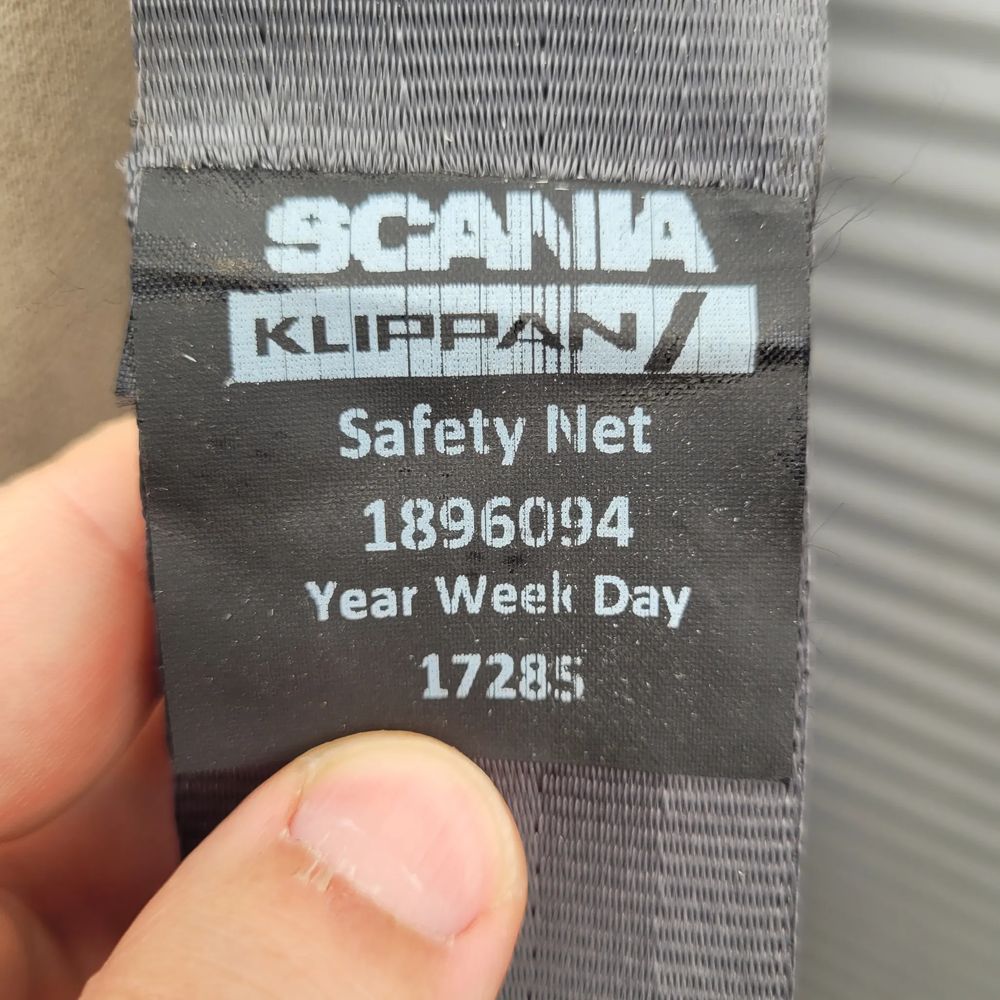 SCANIA
KLIPPAN
Safety Net
1896094
Year Week Day
17285